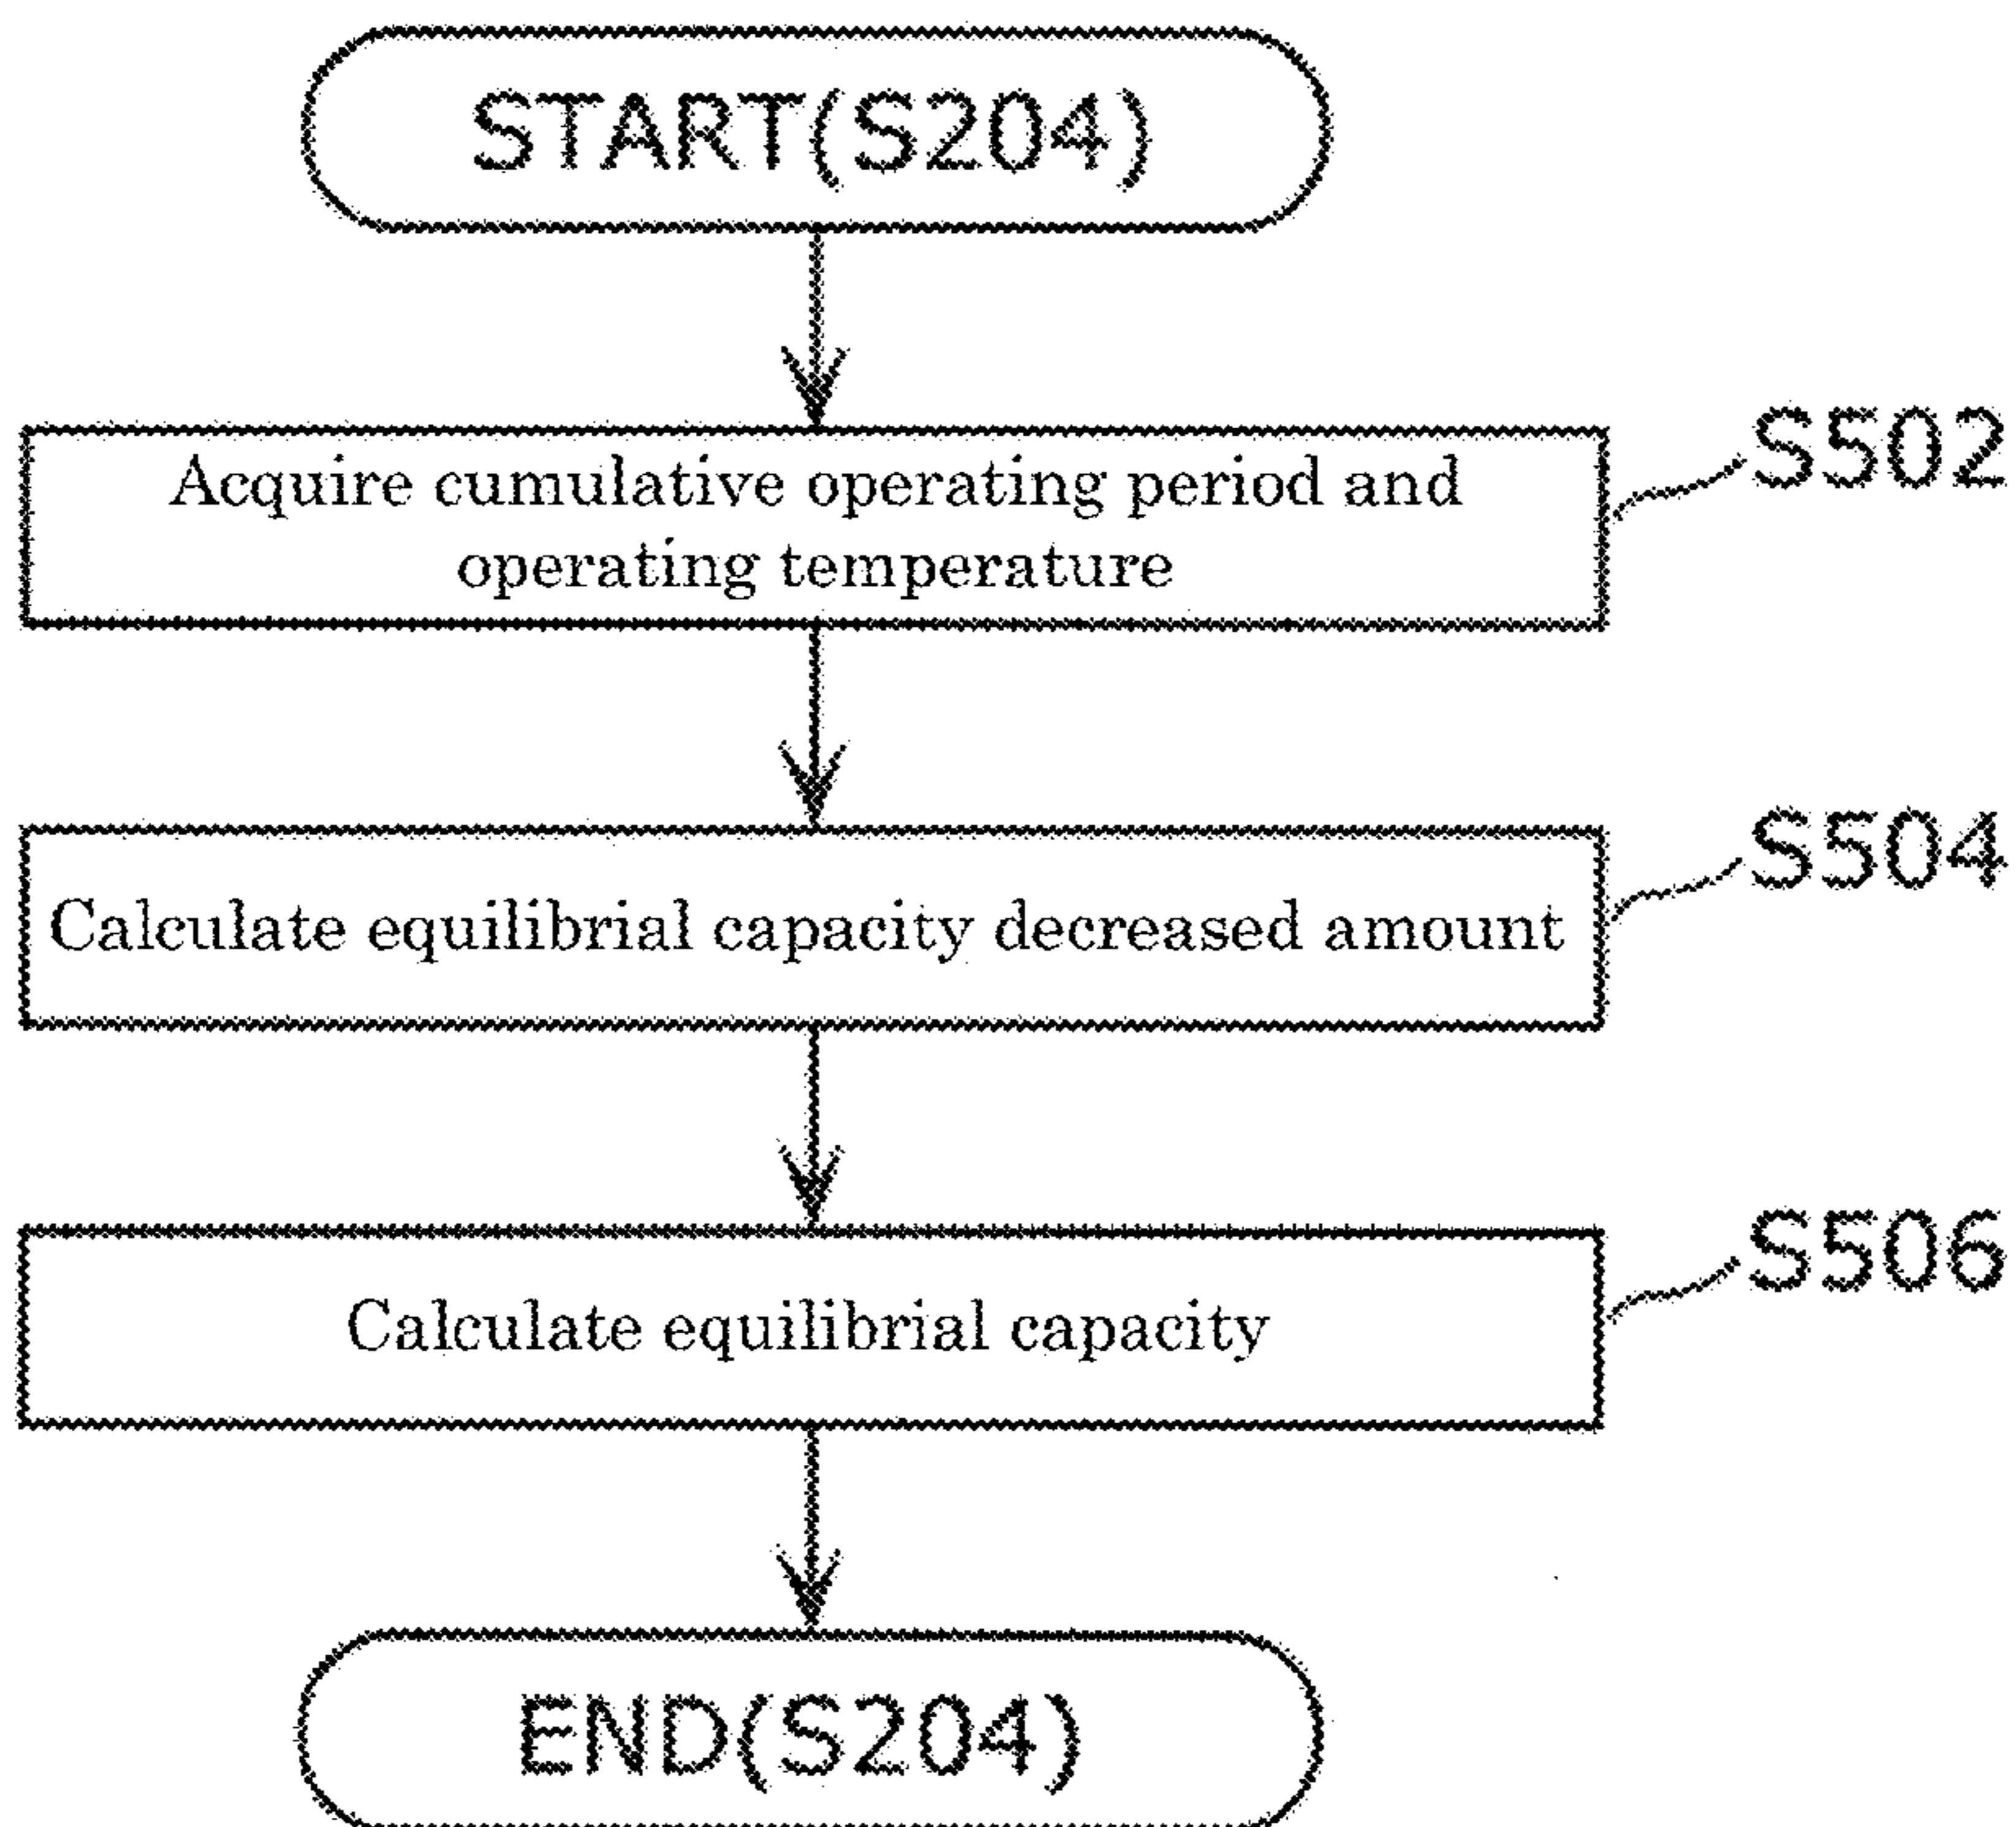 START(S204)
Acquire cumulative operating period and
operating temperature
S502
Calculate equilibrial capacity decreased amount
S504
Calculate equilibrial capacity
S506
END(S204)